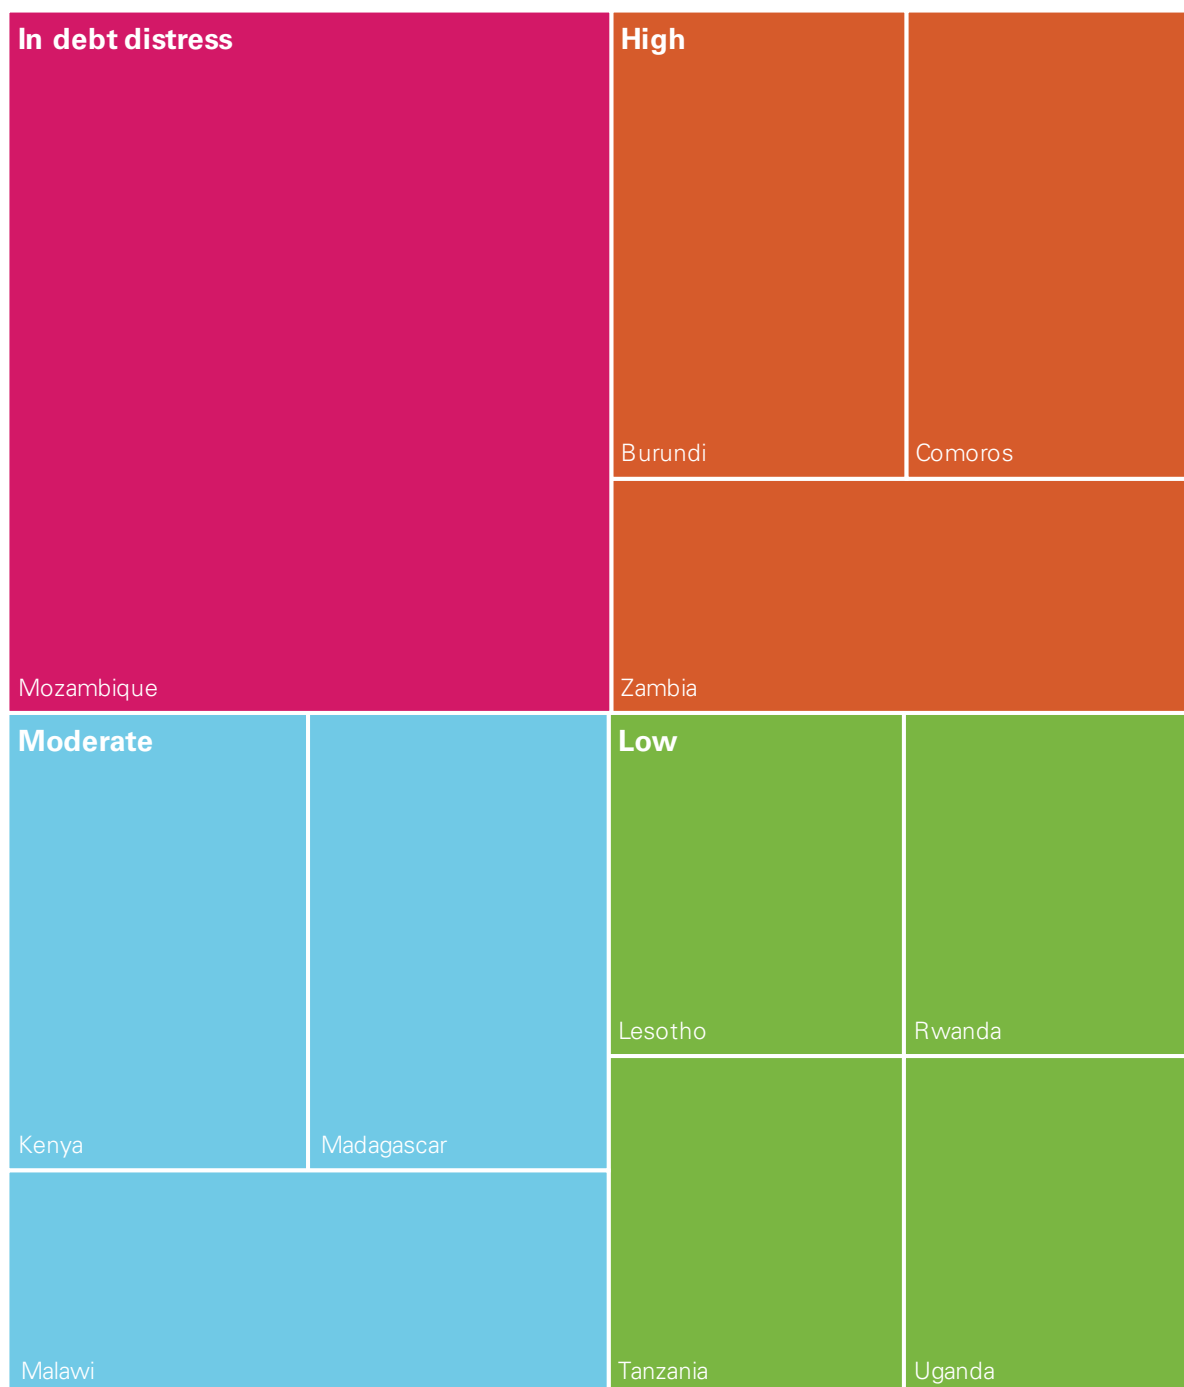 In debt distress
Mozambique
High
Burundi
Comoros
Zambia
Moderate
Kenya
Madagascar
Malawi
Low
Lesotho
Rwanda
Tanzania
Uganda